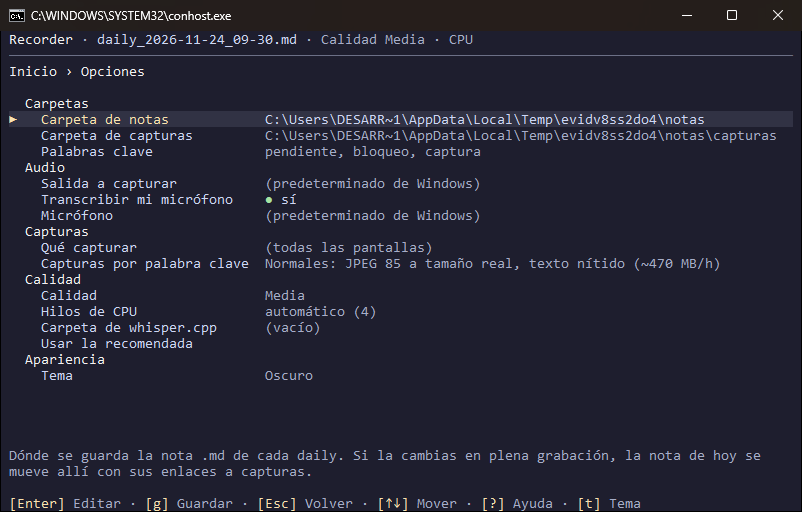 C:\WINDOWS\SYSTEM32\conhost.exe
Recorder · daily_2026-11-24_09-30.md · Calidad Media · CPU
Inicio › Opciones
Carpetas
► Carpeta de notas C:\Users\DESARR~1\AppData\Local\Temp\evidv8ss2do4\notas
Carpeta de capturas C:\Users\DESARR~1\AppData\Local\Temp\evidv8ss2do4\notas\capturas
Palabras clave pendiente, bloqueo, captura
Audio
Salida a capturar (predeterminado de Windows)
Transcribir mi micrófono ● sí
Micrófono (predeterminado de Windows)
Capturas
Qué capturar (todas las pantallas)
Capturas por palabra clave Normales: JPEG 85 a tamaño real, texto nítido (~470 MB/h)
Calidad
Calidad Media
Hilos de CPU automático (4)
Carpeta de whisper.cpp (vacío)
Usar la recomendada
Apariencia
Tema Oscuro
Dónde se guarda la nota .md de cada daily. Si la cambias en plena grabación, la nota de hoy se
mueve allí con sus enlaces a capturas.
[Enter] Editar · [g] Guardar · [Esc] Volver · [↑↓] Mover · [?] Ayuda · [t] Tema